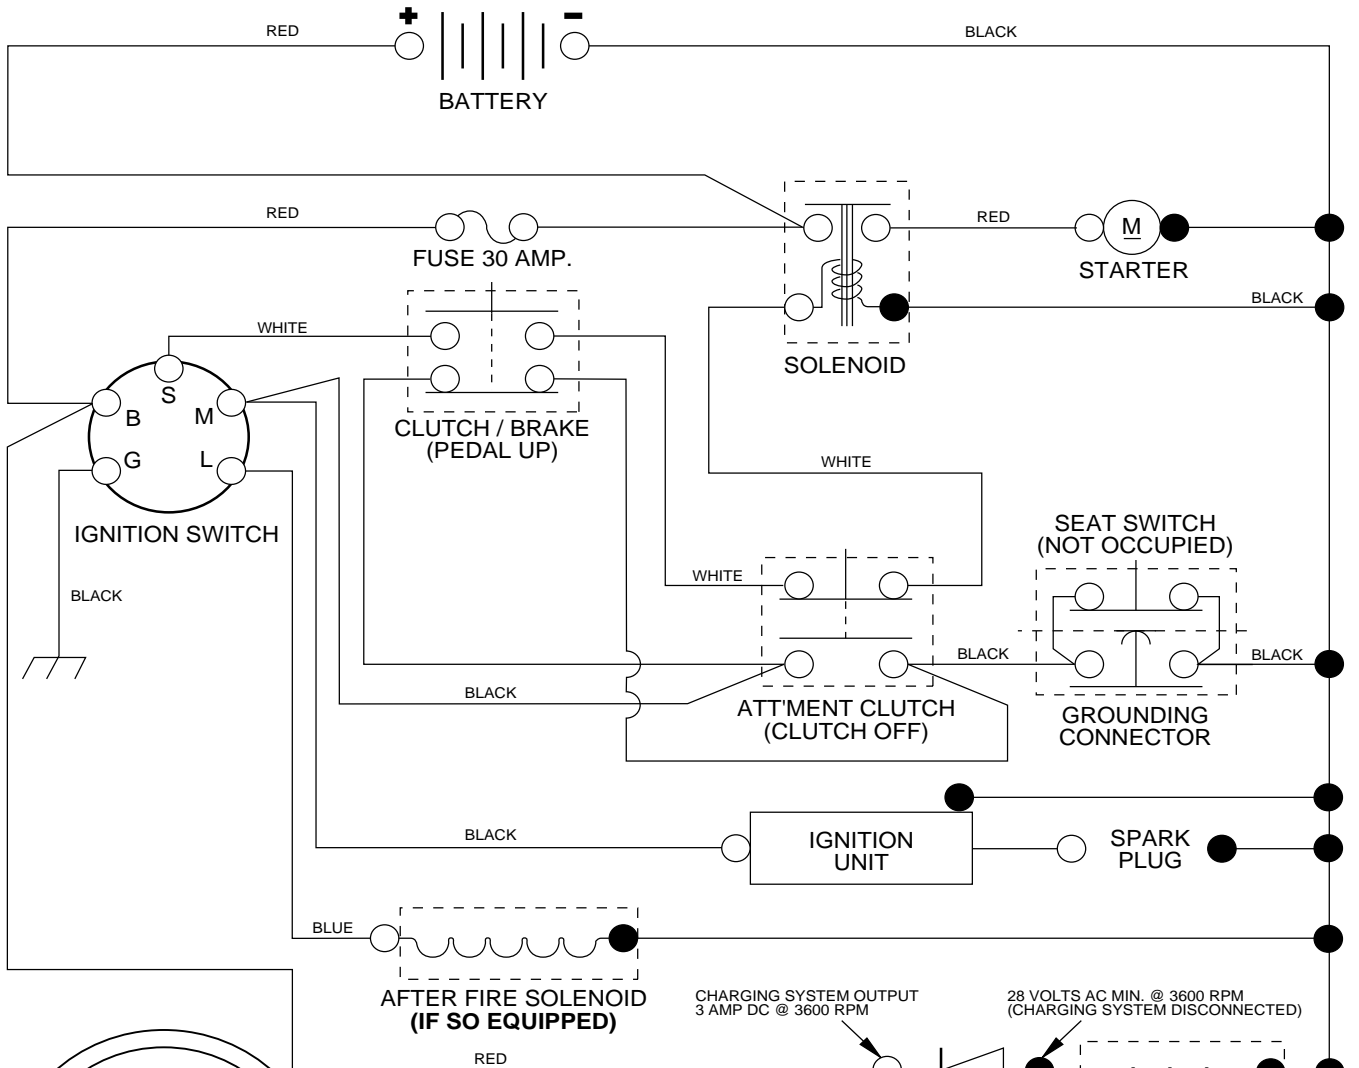 +
-
RED
BLACK
BATTERY
RED
FUSE 30 AMP.
RED
M
STARTER
BLACK
SOLENOID
WHITE
S
B
M
G
L
IGNITION SWITCH
CLUTCH / BRAKE
(PEDAL UP)
WHITE
SEAT SWITCH
(NOT OCCUPIED)
WHITE
BLACK
BLACK
BLACK
BLACK
ATT'MENT CLUTCH
(CLUTCH OFF)
GROUNDING
CONNECTOR
BLACK
IGNITION
UNIT
SPARK
PLUG
BLUE
AFTER FIRE SOLENOID
(IF SO EQUIPPED)
CHARGING SYSTEM OUTPUT
3 AMP DC @ 3600 RPM
28 VOLTS AC MIN. @ 3600 RPM
(CHARGING SYSTEM DISCONNECTED)
RED